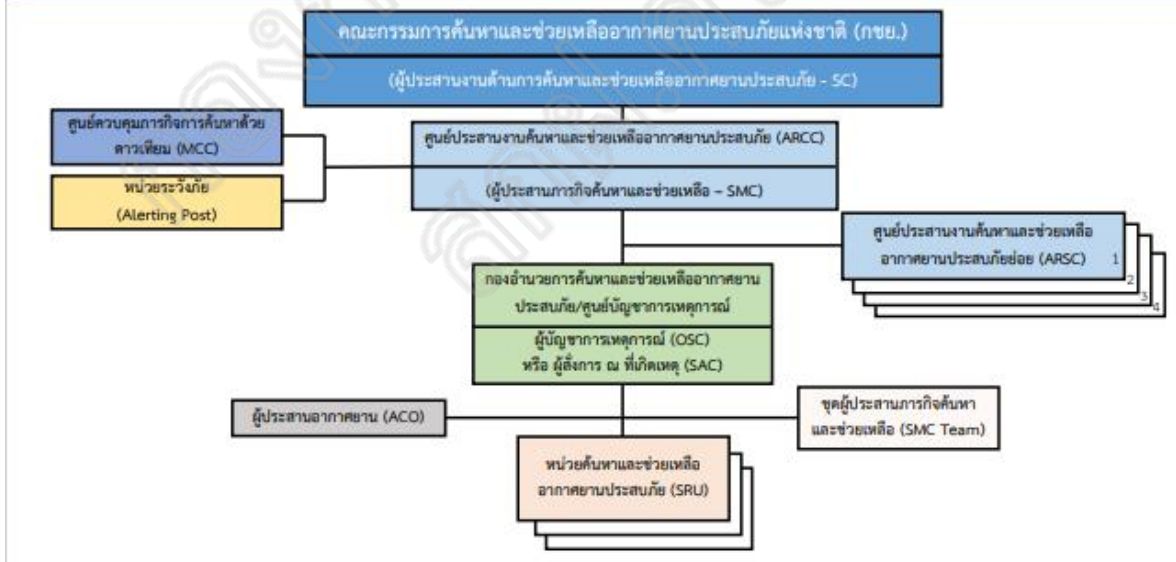 คณะกรรมการค้นหาและช่วยเหลืออากาศยานประสบภัยแห่งชาติ (กชย.)
(ผู้ประสานงานด้านการค้นหาและช่วยเหลืออากาศยานประสบภัย - SC)
ศูนย์ควบคุมภารกิจการค้นหาด้วย
ดาวเทียม (MCC)
หน่วยระวังภัย
(Alerting Post)
ศูนย์ประสานงานค้นหาและช่วยเหลืออากาศยานประสบภัย (ARCC)
(ผู้ประสานภารกิจค้นหาและช่วยเหลือ – SMC)
ศูนย์ประสานงานค้นหาและช่วยเหลือ
อากาศยานประสบภัยย่อย (ARSC)
1
2
3
4
กองอำนวยการค้นหาและช่วยเหลืออากาศยาน
ประสบภัย/ศูนย์บัญชาการเหตุการณ์
ผู้บัญชาการเหตุการณ์ (OSC)
หรือ ผู้สั่งการ ณ ที่เกิดเหตุ (SAC)
ผู้ประสานอากาศยาน (ACO)
ชุดผู้ประสานภารกิจค้นหา
และช่วยเหลือ (SMC Team)
หน่วยค้นหาและช่วยเหลือ
อากาศยานประสบภัย (SRU)